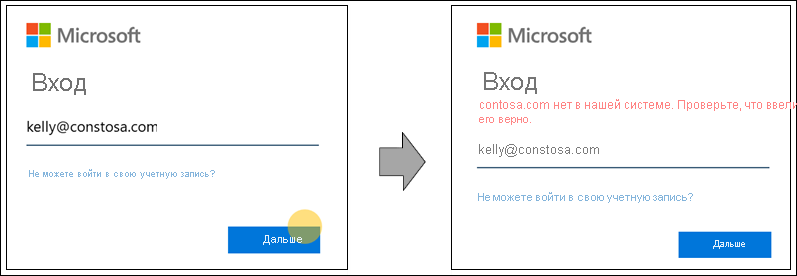 Microsoft
Вход
kelly@constosa.com
Не можете войти в свою учетную запись?
Дальше
Microsoft
Вход
contosa.com нет в нашей системе. Проверьте, что ввели
его верно.
kelly@constosa.com
Не можете войти в свою учетную запись?
Дальше